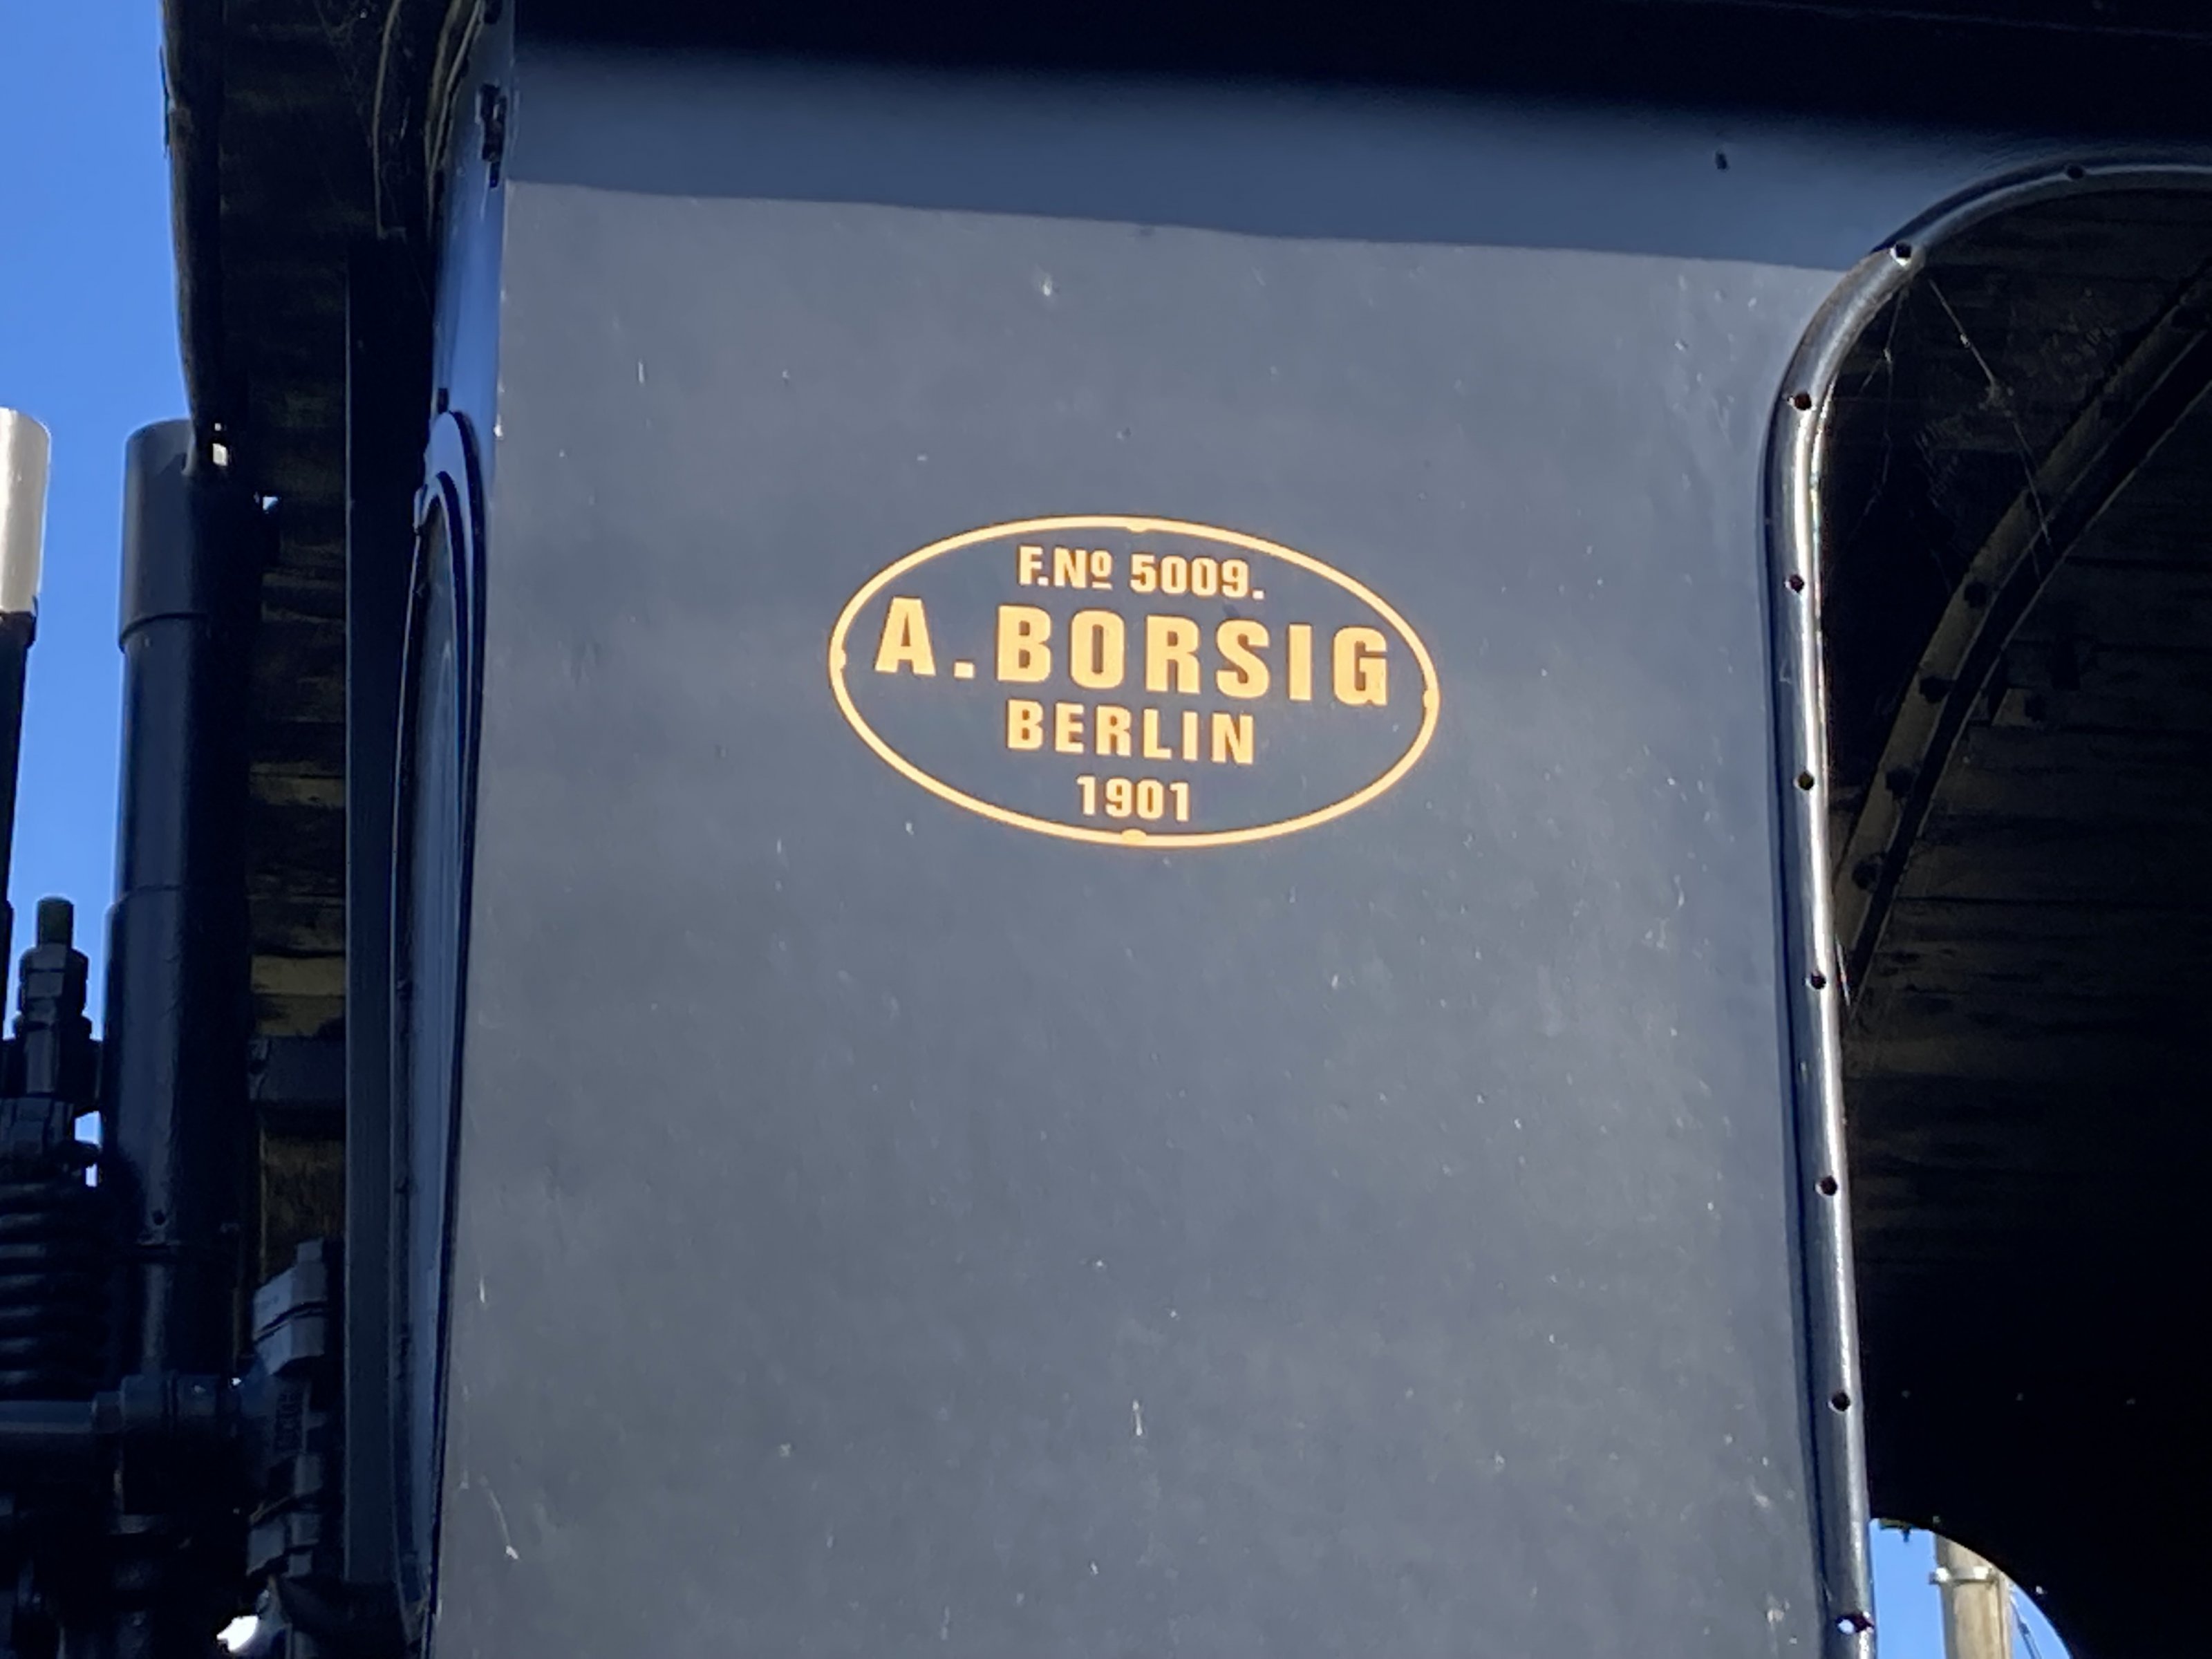 F.Nº 5009.
A.BORSIG
BERLIN
1901